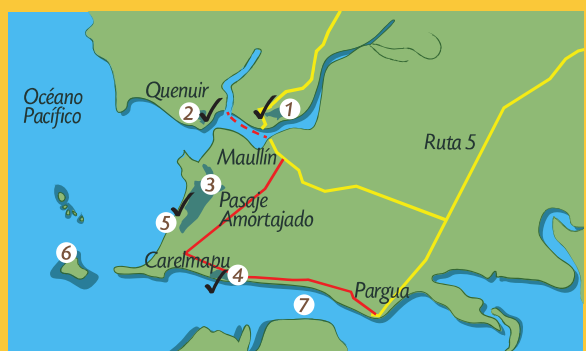 Quenuir
Océano
Pacífico
2
1
Ruta 5
Maullín
3
Pasaje
Amortajado
5
6
Carelmapu
4
7
Pargua